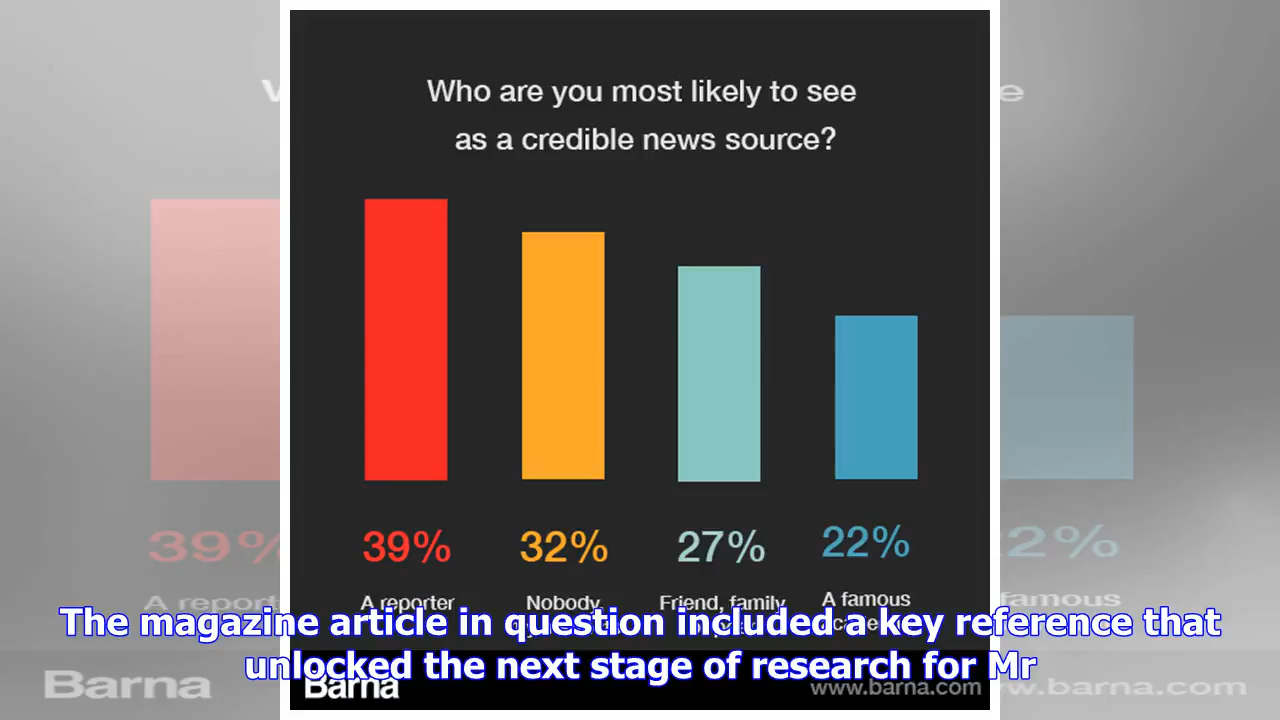 Who are you most likely to see
as a credible news source?
39% 32% 27% 22%
A reporter Nobody Friend, family A famous
The magazine article in question included a key reference that
unlocked the next stage of research for Mr
Barna www.barna.com